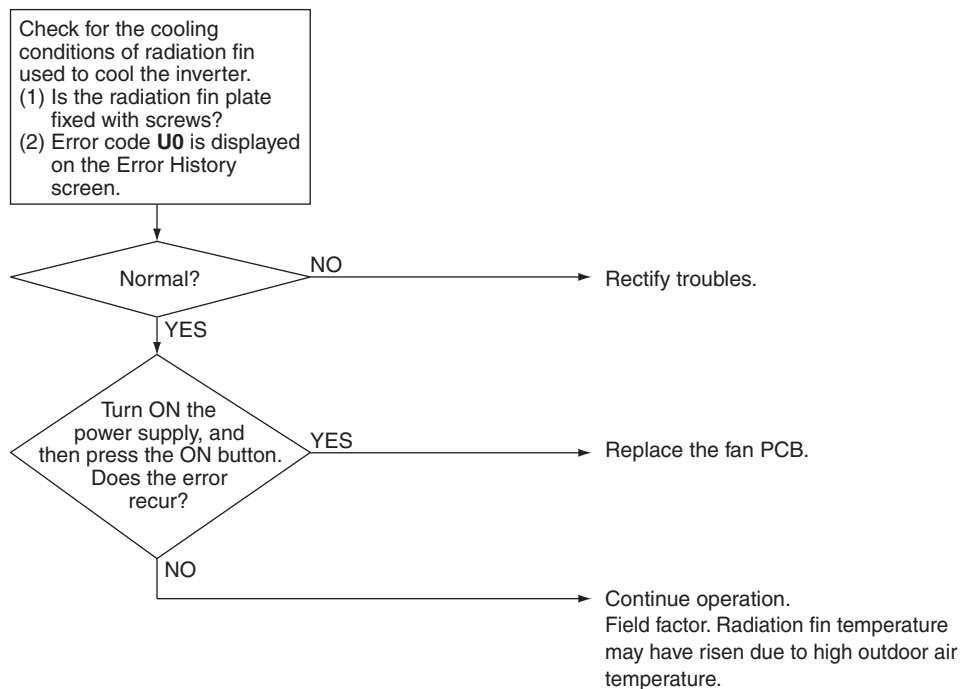 Check for the cooling
conditions of radiation fin
used to cool the inverter.
(1) Is the radiation fin plate
fixed with screws?
(2) Error code U0 is displayed
on the Error History
screen.
Normal?
NO
Rectify troubles.
YES
Turn ON the
power supply, and
then press the ON button.
Does the error
recur?
YES
Replace the fan PCB.
NO
Continue operation.
Field factor. Radiation fin temperature
may have risen due to high outdoor air
temperature.